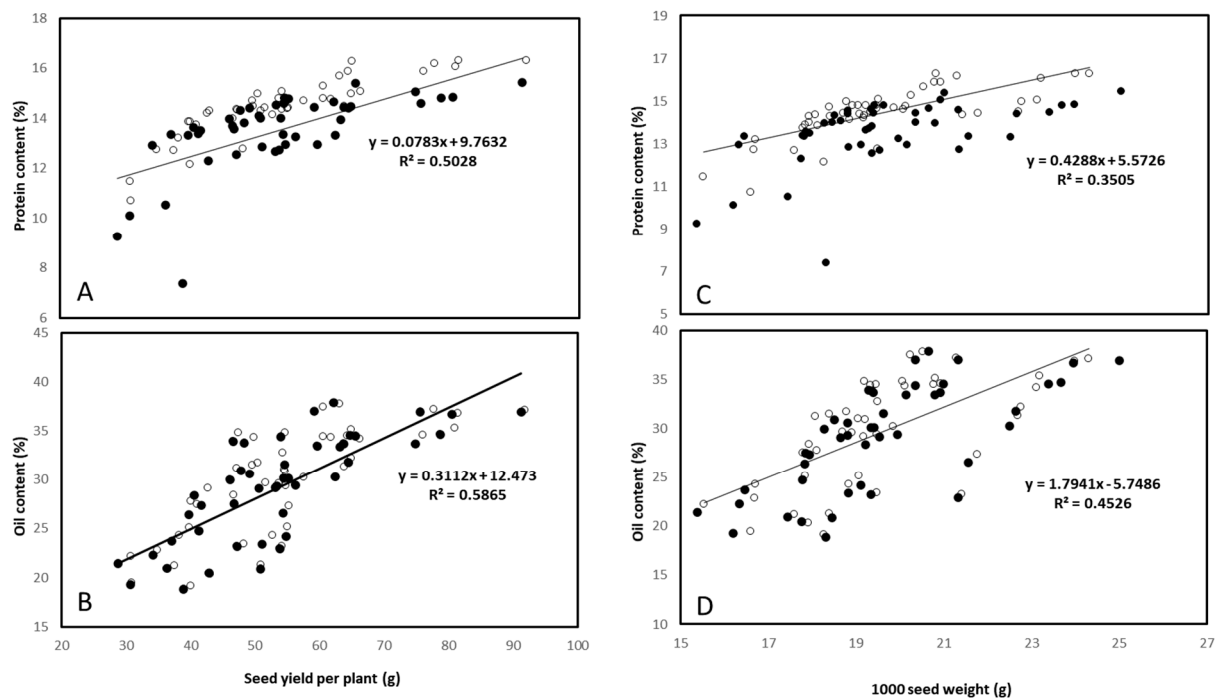 18
16
14
12
10
8
6
Protein content (%)
y = 0.0783x + 9.7632
R² = 0.5028
A
45
40
35
30
25
20
15
Oil content (%)
y = 0.3112x + 12.473
R² = 0.5865
B
20 30 40 50 60 70 80 90 100
Seed yield per plant (g)
19
17
15
13
11
9
7
5
Protein content (%)
y = 0.4288x + 5.5726
R² = 0.3505
C
40
35
30
25
20
15
10
Oil content (%)
y = 1.7941x - 5.7486
R² = 0.4526
D
15 17 19 21 23 25 27
1000 seed weight (g)